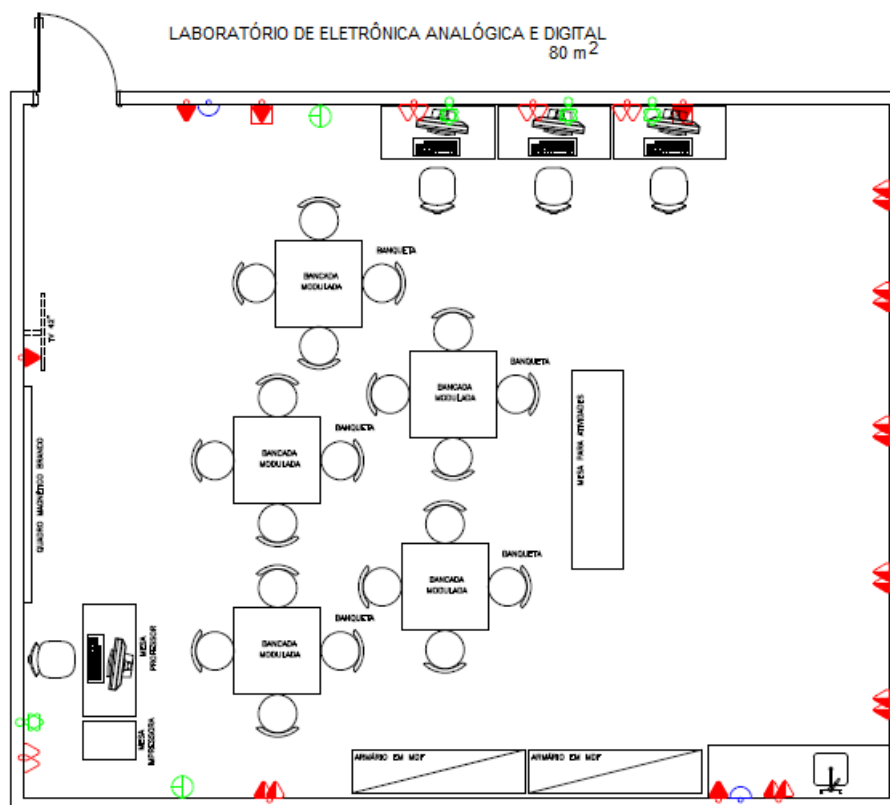 LABORATÓRIO DE ELETRÔNICA ANALÓGICA E DIGITAL
80 m²
BANQUETA
BANCADA
MODULADA
TV 42"
BANQUETA
BANCADA
MODULADA
MESA PARA ATIVIDADES
BANQUETA
BANCADA
MODULADA
QUADRO MAGNÉTICO BRANCO
BANQUETA
BANCADA
MODULADA
BANQUETA
BANCADA
MODULADA
MESA
PROFESSOR
MESA
IMPRESSORA
ARMÁRIO EM MDF
ARMÁRIO EM MDF